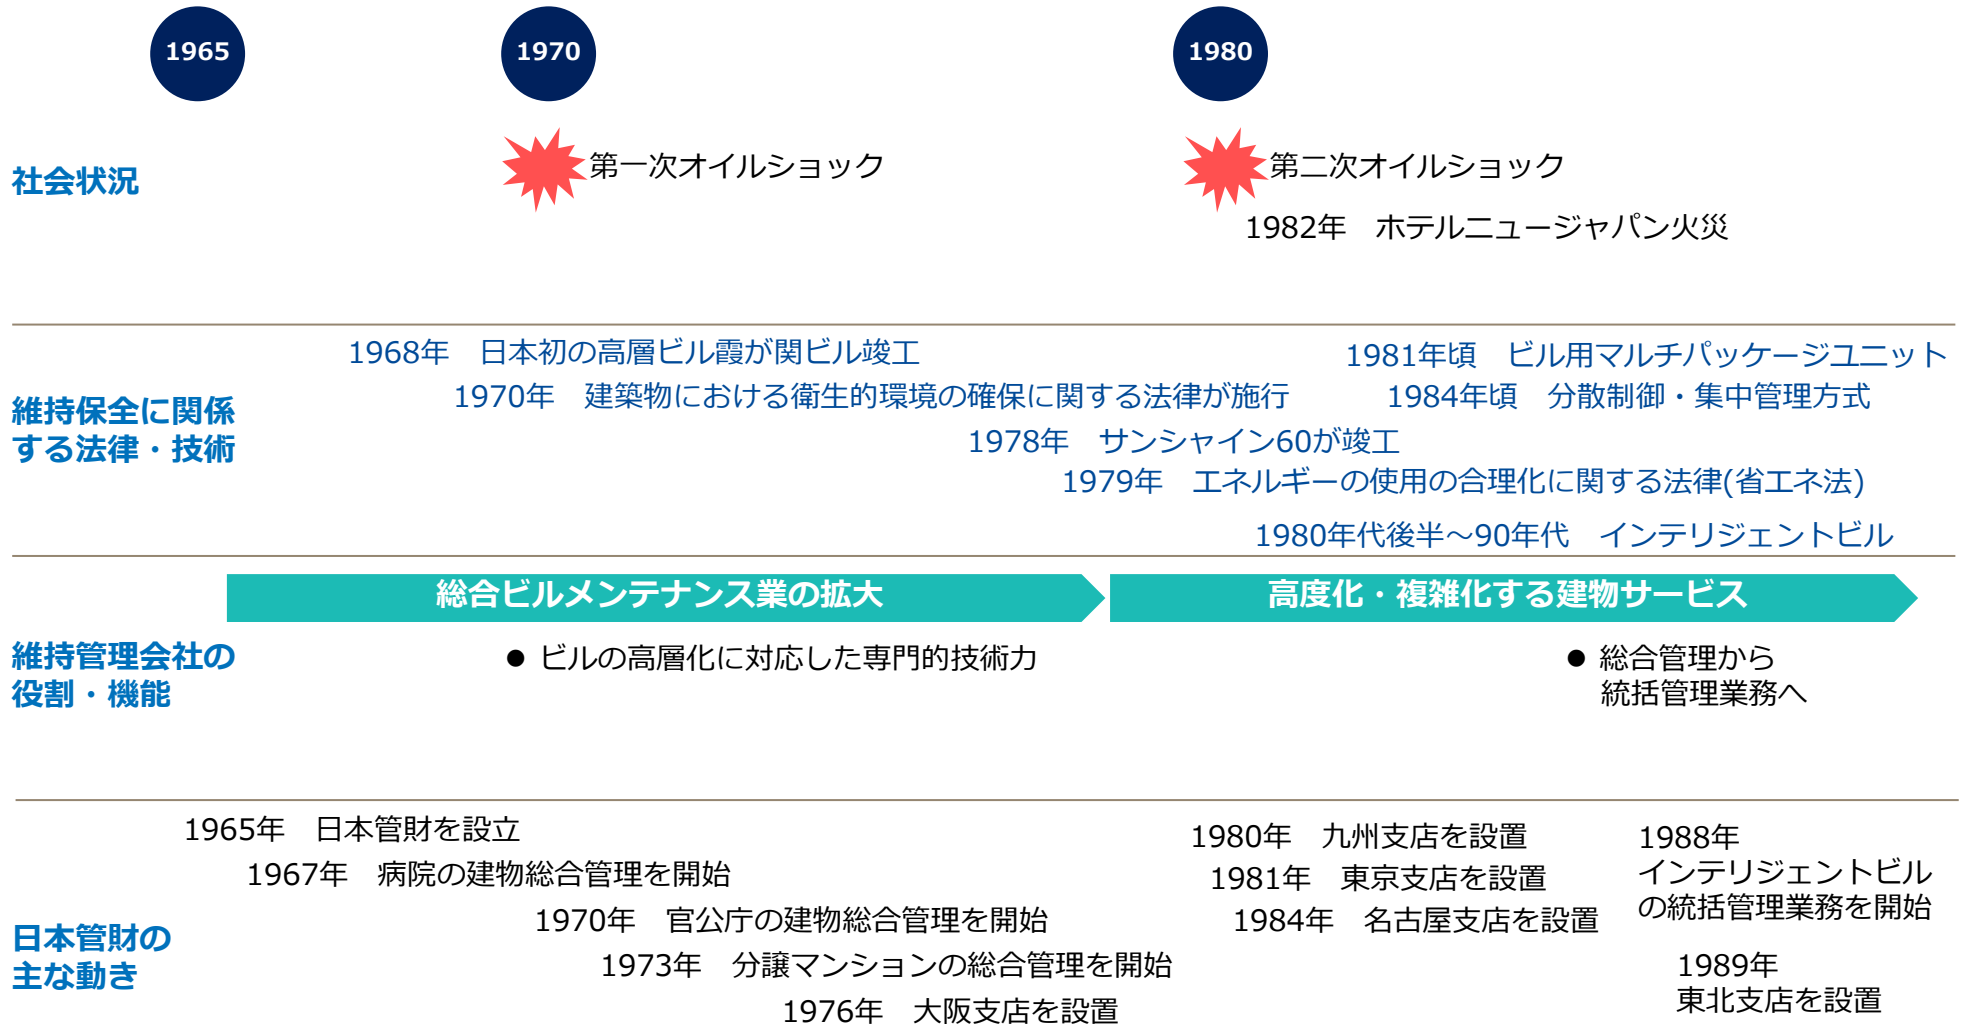 1965
1970
1980
社会状況
第一次オイルショック
第二次オイルショック
1982年　ホテルニュージャパン火災
維持保全に関係
する法律・技術
1968年　日本初の高層ビル霞が関ビル竣工
1981年頃　ビル用マルチパッケージユニット
1970年　建築物における衛生的環境の確保に関する法律が施行
1984年頃　分散制御・集中管理方式
1978年　サンシャイン60が竣工
1979年　エネルギーの使用の合理化に関する法律(省エネ法)
1980年代後半～90年代　インテリジェントビル
維持管理会社の
役割・機能
総合ビルメンテナンス業の拡大
高度化・複雑化する建物サービス
● ビルの高層化に対応した専門的技術力
● 総合管理から
統括管理業務へ
日本管財の
主な動き
1965年　日本管財を設立
1967年　病院の建物総合管理を開始
1970年　官公庁の建物総合管理を開始
1973年　分譲マンションの総合管理を開始
1976年　大阪支店を設置
1980年　九州支店を設置
1981年　東京支店を設置
1984年　名古屋支店を設置
1988年
インテリジェントビル
の統括管理業務を開始
1989年
東北支店を設置